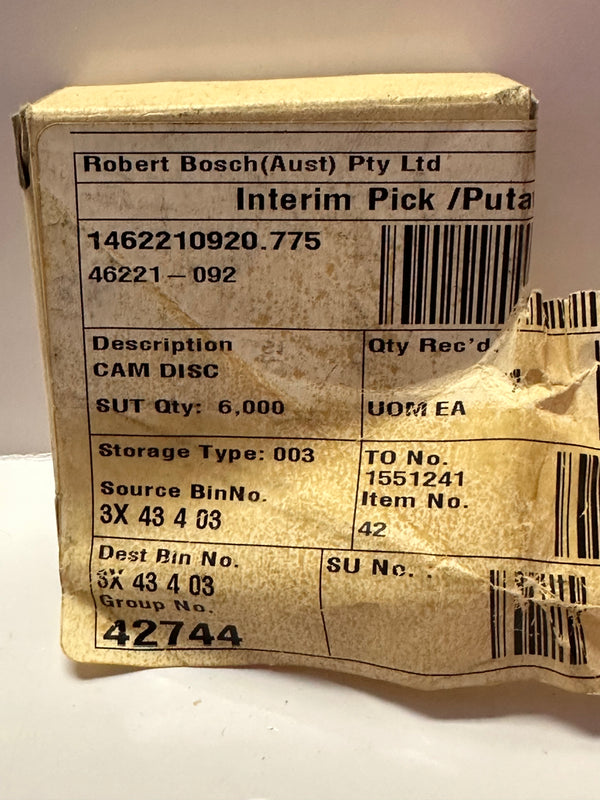 Robert Bosch(Aust) Pty Ltd
Interim Pick /Puta
1462210920.775
46221-092
Description
CAM DISC
SUT Qty: 6,000
Qty Rec'd.
UOM EA
Storage Type: 003
Source BinNo.
3X 43 4 03
TO No.
1551241
Item No.
42
Dest Bin No.
3X 43 4 03
Group No.
42744
SU No. .